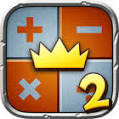 + =
× ÷
2